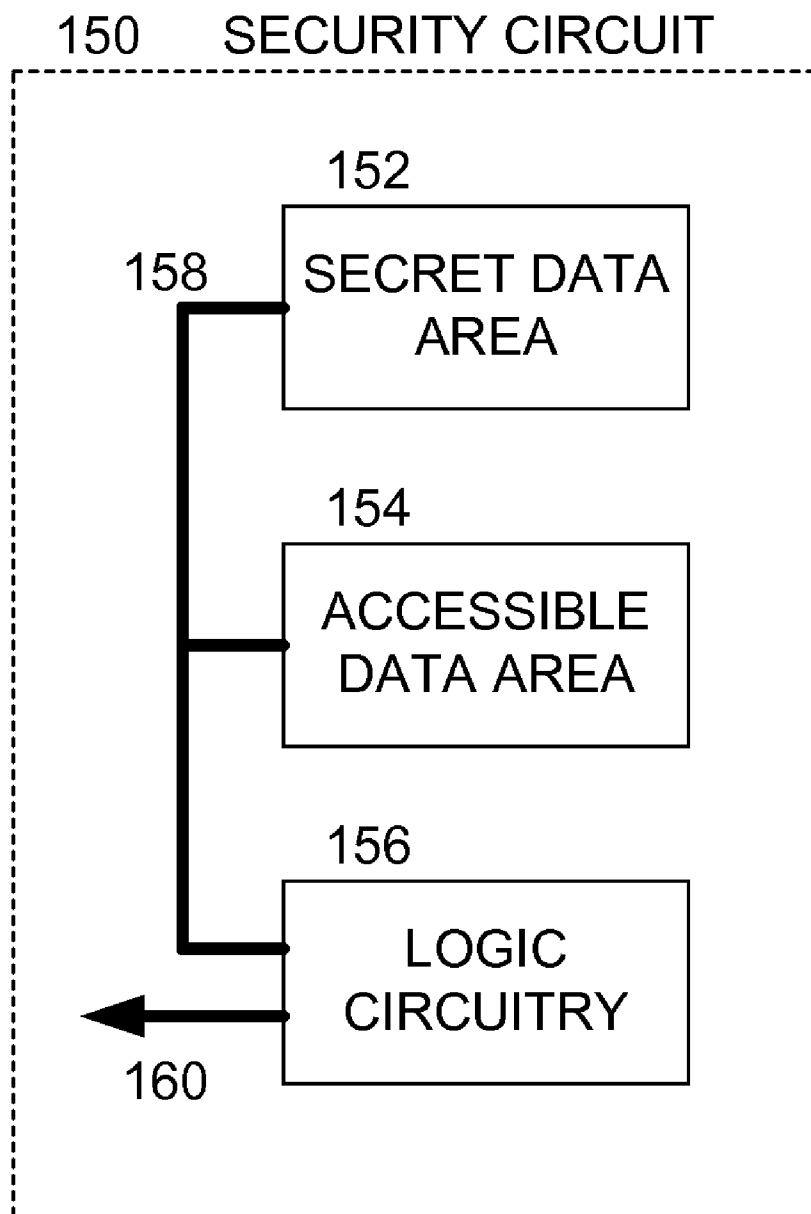 150 SECURITY CIRCUIT
152
SECRET DATA
AREA
158
154
ACCESSIBLE
DATA AREA
156
LOGIC
CIRCUITRY
160